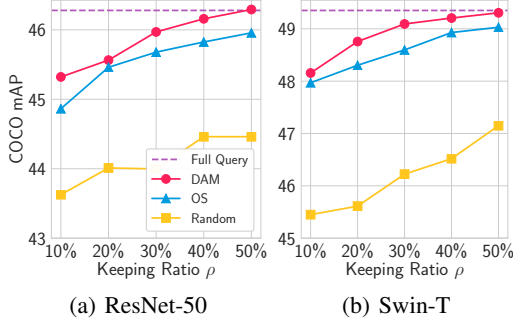 COCO mAP
46
45
44
43
Full Query
DAM
OS
Random
10% 20% 30% 40% 50%
Keeping Ratio ρ
(a) ResNet-50
49
48
47
46
45
10% 20% 30% 40% 50%
Keeping Ratio ρ
(b) Swin-T